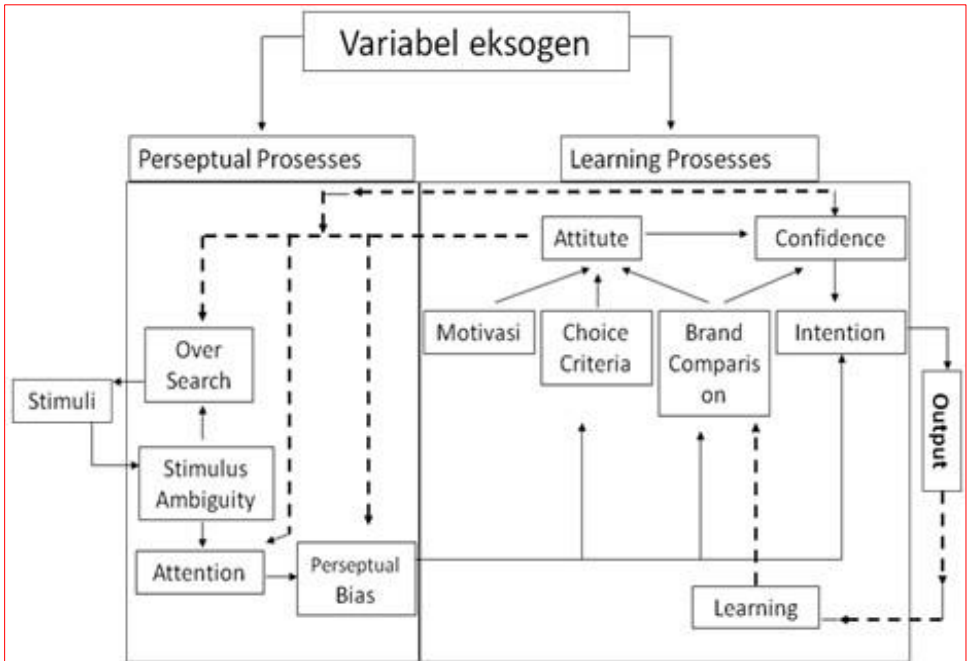 Variabel eksogen
Perseptual Prosesses
Learning Prosesses
Attitute
Confidence
Motivasi
Choice
Criteria
Brand
Comparis
on
Intention
Over
Search
Stimuli
Output
Stimulus
Ambiguity
Attention
Perseptual
Bias
Learning